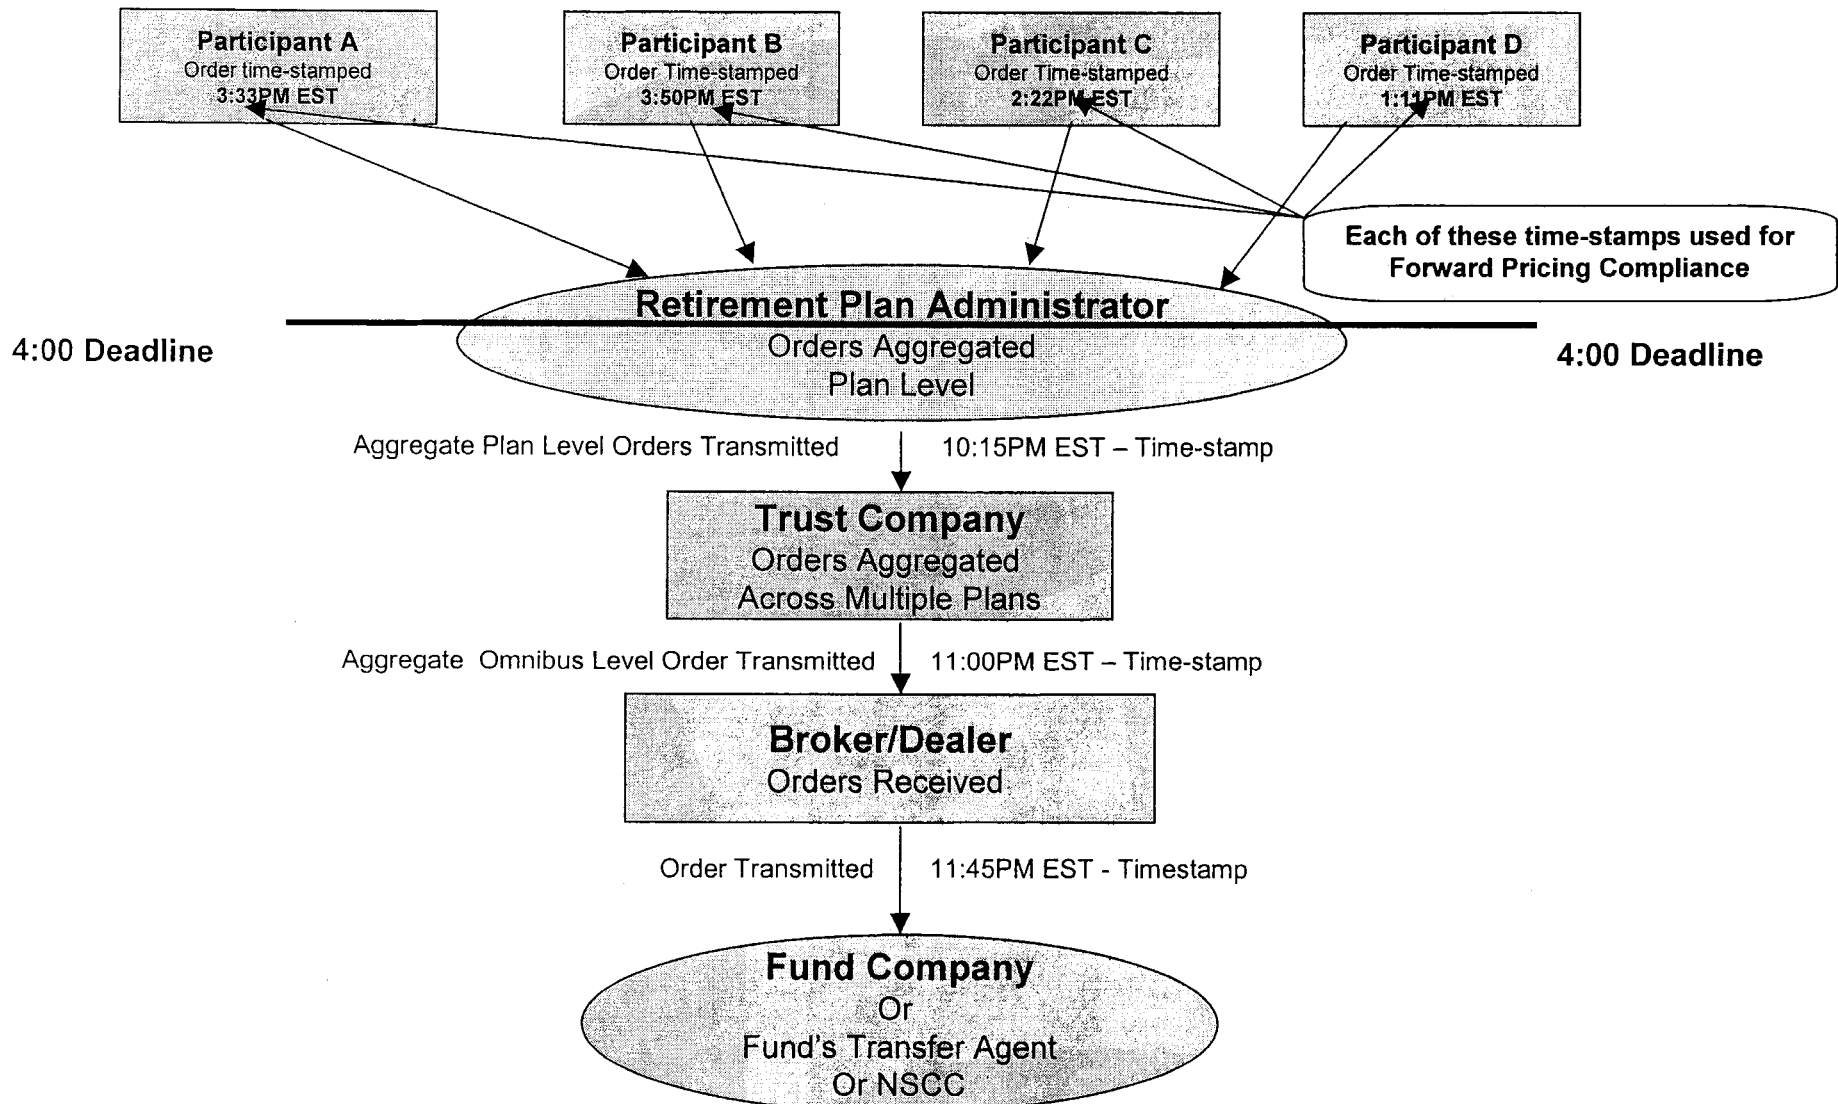 Participant A
Order time-stamped
3:33PM EST
Participant B
Order Time-stamped
3:50PM EST
Participant C
Order Time-stamped
2:22PM EST
Participant D
Order Time-stamped
1:11PM EST
Each of these time-stamps used for
Forward Pricing Compliance
Retirement Plan Administrator
Orders Aggregated
Plan Level
4:00 Deadline
4:00 Deadline
Aggregate Plan Level Orders Transmitted
10:15PM EST – Time-stamp
Trust Company
Orders Aggregated
Across Multiple Plans
Aggregate Omnibus Level Order Transmitted
11:00PM EST – Time-stamp
Broker/Dealer
Orders Received
Order Transmitted
11:45PM EST - Timestamp
Fund Company
Or
Fund's Transfer Agent
Or NSCC